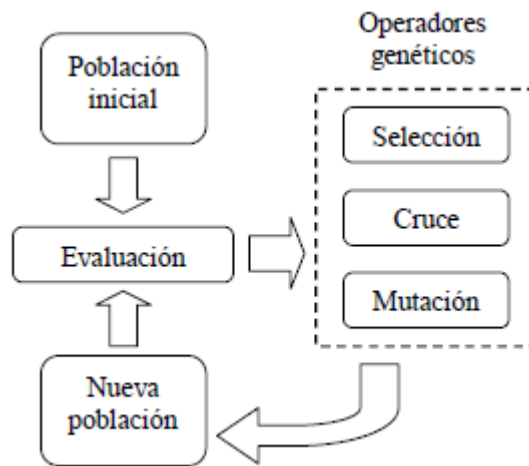 Operadores
genéticos
Población
inicial
Selección
Cruce
Evaluación
Mutación
Nueva
población